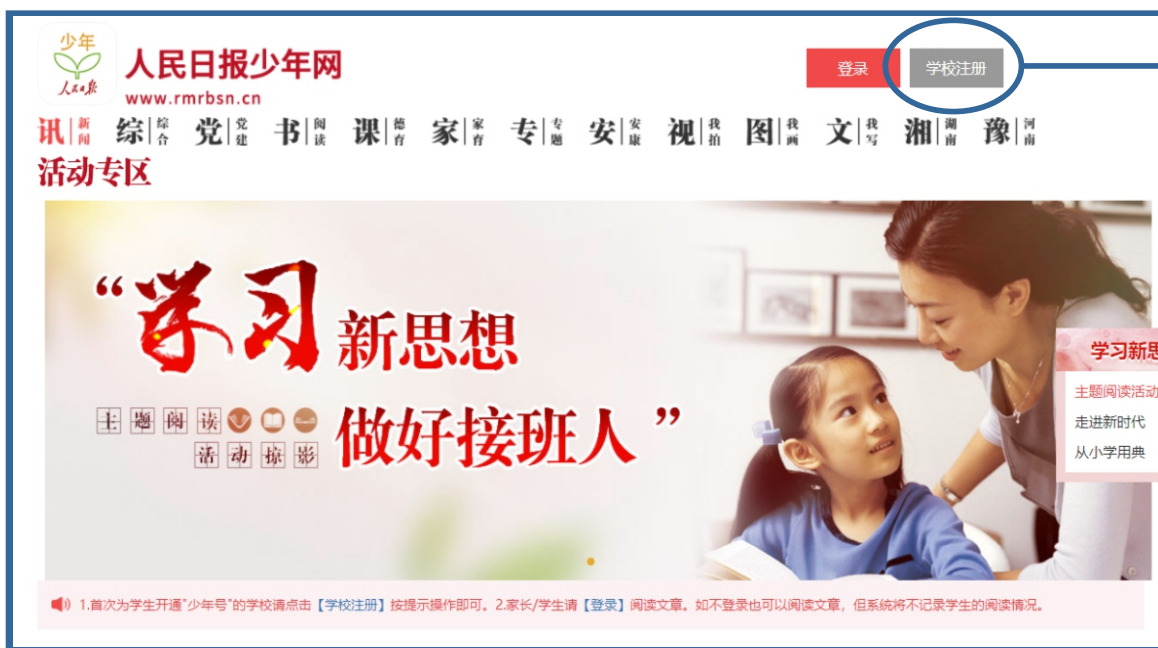 少年
人民日报
人民日报少年网
www.rmrbsn.cn
登录
学校注册
讯 新闻 综 综合 党 党建 书 阅读 课 德育 家 家育 专 专题 安 安康 视 我拍 图 我画 文 我写 湘 湖南 豫 河南
活动专区
“学习新思想
主题阅读
活动掠影
做好接班人”
学习新思
主题阅读活动
走进新时代
从小学用典
1.首次为学生开通"少年号"的学校请点击【学校注册】按提示操作即可。2.家长/学生请【登录】阅读文章。如不登录也可以阅读文章，但系统将不记录学生的阅读情况。